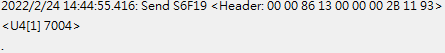 2022/2/24 14:44:55.416: Send S6F19 <Header: 00 00 86 13 00 00 00 2B 11 93>
<U4[1] 7004>
.